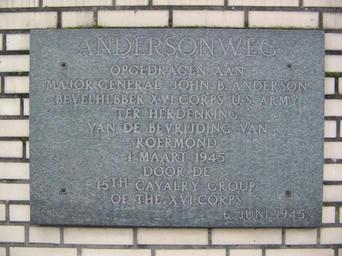 ANDERSONWEG
OPGEDRAGEN AAN
MAJOR GENERAL JOHN B. ANDERSON
BEVELHEBBER XVI CORPS U.S. ARMY
TER HERDENKING
VAN DE BEVRIJDING VAN
ROERMOND
1 MAART 1945
DOOR DE
15TH CAVALRY GROUP
OF THE XVI CORPS
6 JUNI 1945